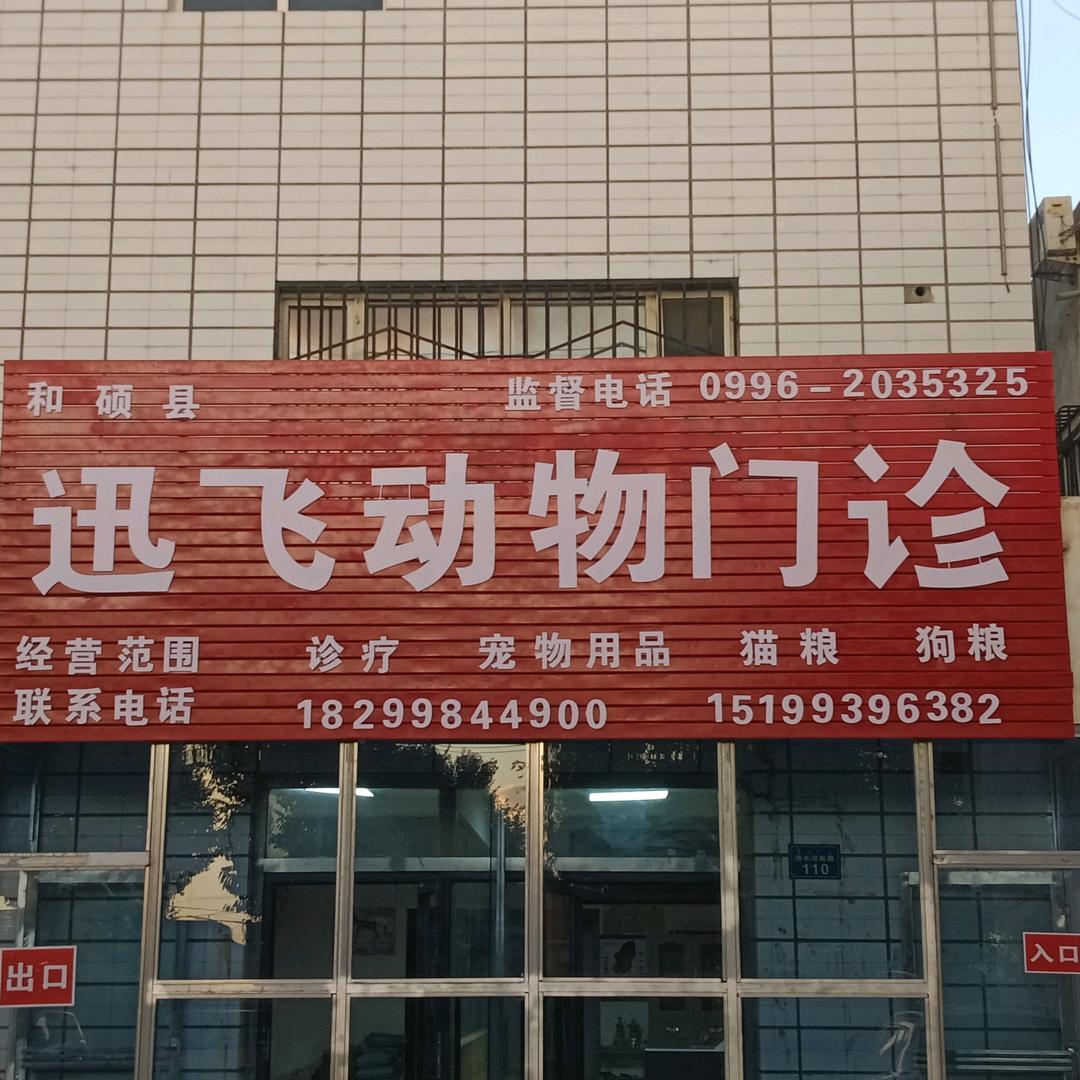 和硕县 监督电话 0996-2035325
迅飞动物门诊
经营范围 诊疗 宠物用品 猫粮 狗粮
联系电话 18299844900 15199396382
110
出口
入口